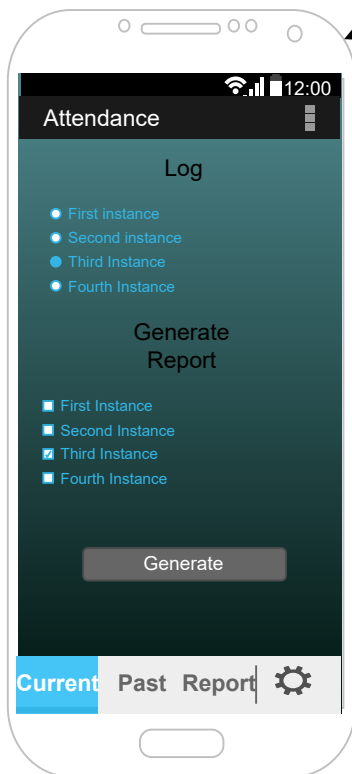 12:00
Attendance
Log
First instance
Second instance
Third Instance
Fourth Instance
Generate
Report
First Instance
Second Instance
Third Instance
Fourth Instance
Generate
Current Past Report